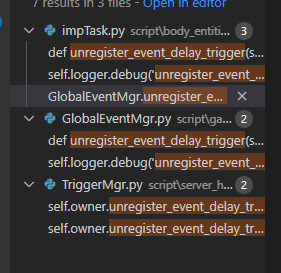 7 results in 3 files - Open in editor
impTask.py script\body_entiti... 3
def unregister_event_delay_trigger(s...
self.logger.debug('unregister_event_...
GlobalEventMgr.unregister_e...
GlobalEventMgr.py script\ga... 2
def unregister_event_delay_trigger(s...
self.logger.debug('unregister_event_...
TriggerMgr.py script\server_h... 2
self.owner.unregister_event_delay_tr...
self.owner.unregister_event_delay_tr...